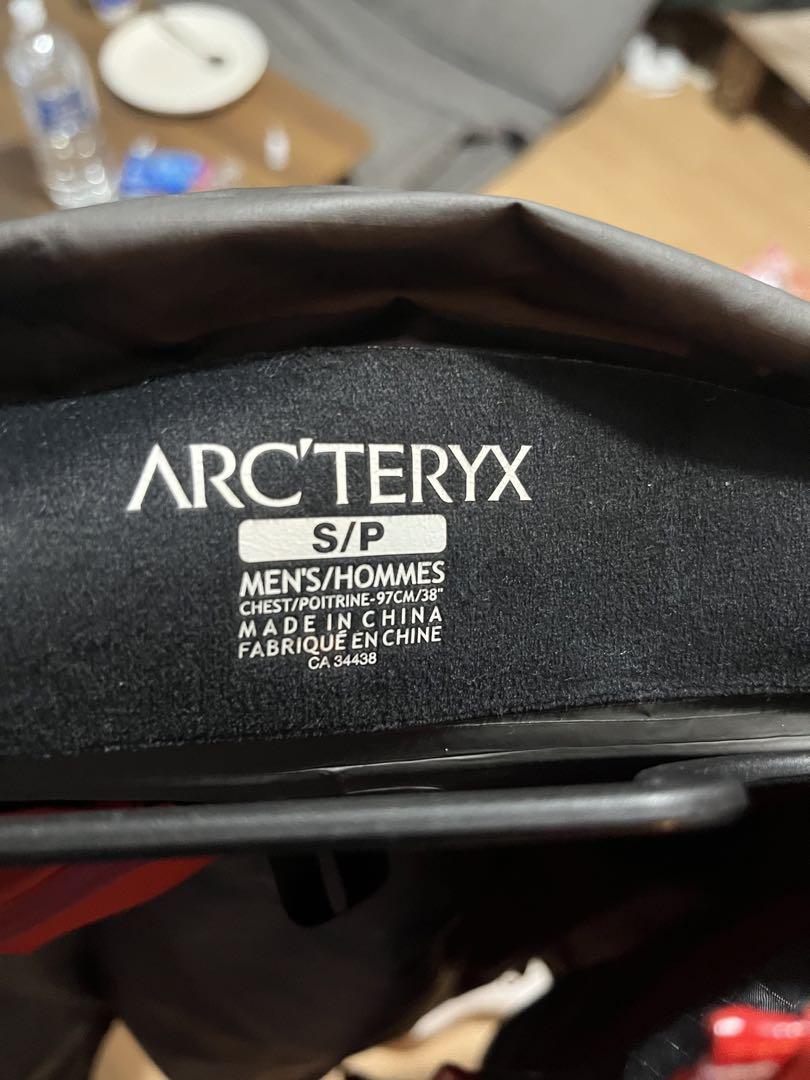 ARC'TERYX
S/P
MEN'S/HOMMES
CHEST/POITRINE-97CM/38"
MADE IN CHINA
FABRIQUÉ EN CHINE
CA 34438